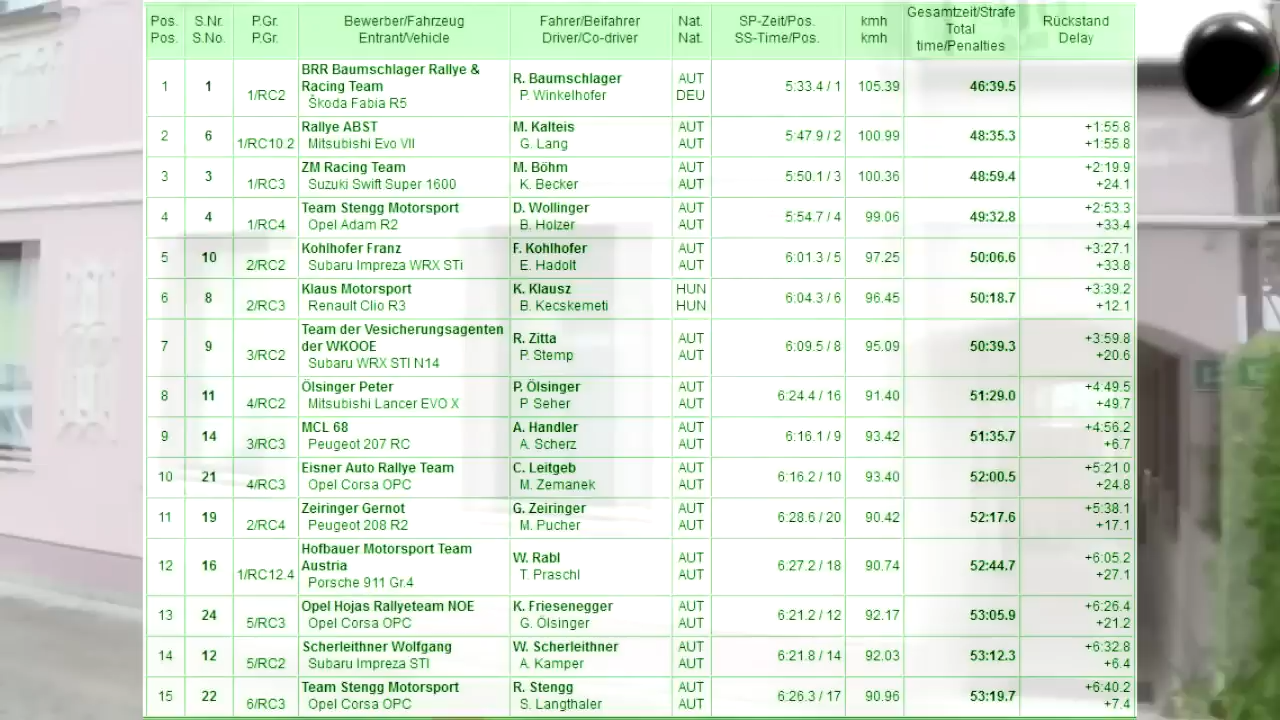 Pos. S.Nr. P.Gr. Bewerber/Fahrzeug Fahrer/Beifahrer Nat. SP-Zeit/Pos. kmh Gesamtzeit/Strafe Rückstand
Pos. S.No. P.Gr. Entrant/Vehicle Driver/Co-driver Nat. SS-Time/Pos. kmh Total time/Penalties Delay
1 1 1/RC2 BRR Baumschlager Rallye & Racing Team R. Baumschlager AUT 5:33.4 / 1 105.39 46:39.5
Škoda Fabia R5 P. Winkelhofer DEU
2 6 1/RC10.2 Rallye ABST M. Kalteis AUT 5:47.9 / 2 100.99 48:35.3 +1:55.8
Mitsubishi Evo VII G. Lang AUT +1:55.8
3 3 1/RC3 ZM Racing Team M. Böhm AUT 5:50.1 / 3 100.36 48:59.4 +2:19.9
Suzuki Swift Super 1600 K. Becker AUT +24.1
4 4 1/RC4 Team Stengg Motorsport D. Wollinger AUT 5:54.7 / 4 99.06 49:32.8 +2:53.3
Opel Adam R2 B. Holzer AUT +33.4
5 10 2/RC2 Kohlhofer Franz F. Kohlhofer AUT 6:01.3 / 5 97.25 50:06.6 +3:27.1
Subaru Impreza WRX STi E. Hadolt AUT +33.8
6 8 2/RC3 Klaus Motorsport K. Klausz HUN 6:04.3 / 6 96.45 50:18.7 +3:39.2
Renault Clio R3 B. Kecskemeti HUN +12.1
7 9 3/RC2 Team der Vesicherungsagenten der WKOOE R. Zitta AUT 6:09.5 / 8 95.09 50:39.3 +3:59.8
Subaru WRX STI N14 P. Stemp AUT +20.6
8 11 4/RC2 Ölsinger Peter P. Ölsinger AUT 6:24.4 / 16 91.40 51:29.0 +4:49.5
Mitsubishi Lancer EVO X P. Seher AUT +49.7
9 14 3/RC3 MCL 68 A. Handler AUT 6:16.1 / 9 93.42 51:35.7 +4:56.2
Peugeot 207 RC A. Scherz AUT +6.7
10 21 4/RC3 Eisner Auto Rallye Team C. Leitgeb AUT 6:16.2 / 10 93.40 52:00.5 +5:21.0
Opel Corsa OPC M. Zemanek AUT +24.8
11 19 2/RC4 Zeiringer Gernot G. Zeiringer AUT 6:28.6 / 20 90.42 52:17.6 +5:38.1
Peugeot 208 R2 M. Pucher AUT +17.1
12 16 1/RC12.4 Hofbauer Motorsport Team Austria W. Rabl AUT 6:27.2 / 18 90.74 52:44.7 +6:05.2
Porsche 911 Gr.4 T. Praschl AUT +27.1
13 24 5/RC3 Opel Hojas Rallyeteam NOE K. Friesenegger AUT 6:21.2 / 12 92.17 53:05.9 +6:26.4
Opel Corsa OPC G. Ölsinger AUT +21.2
14 12 5/RC2 Scherleithner Wolfgang W. Scherleithner AUT 6:21.8 / 14 92.03 53:12.3 +6:32.8
Subaru Impreza STI A. Kamper AUT +6.4
15 22 6/RC3 Team Stengg Motorsport R. Stengg AUT 6:26.3 / 17 90.96 53:19.7 +6:40.2
Opel Corsa OPC S. Langthaler AUT +7.4